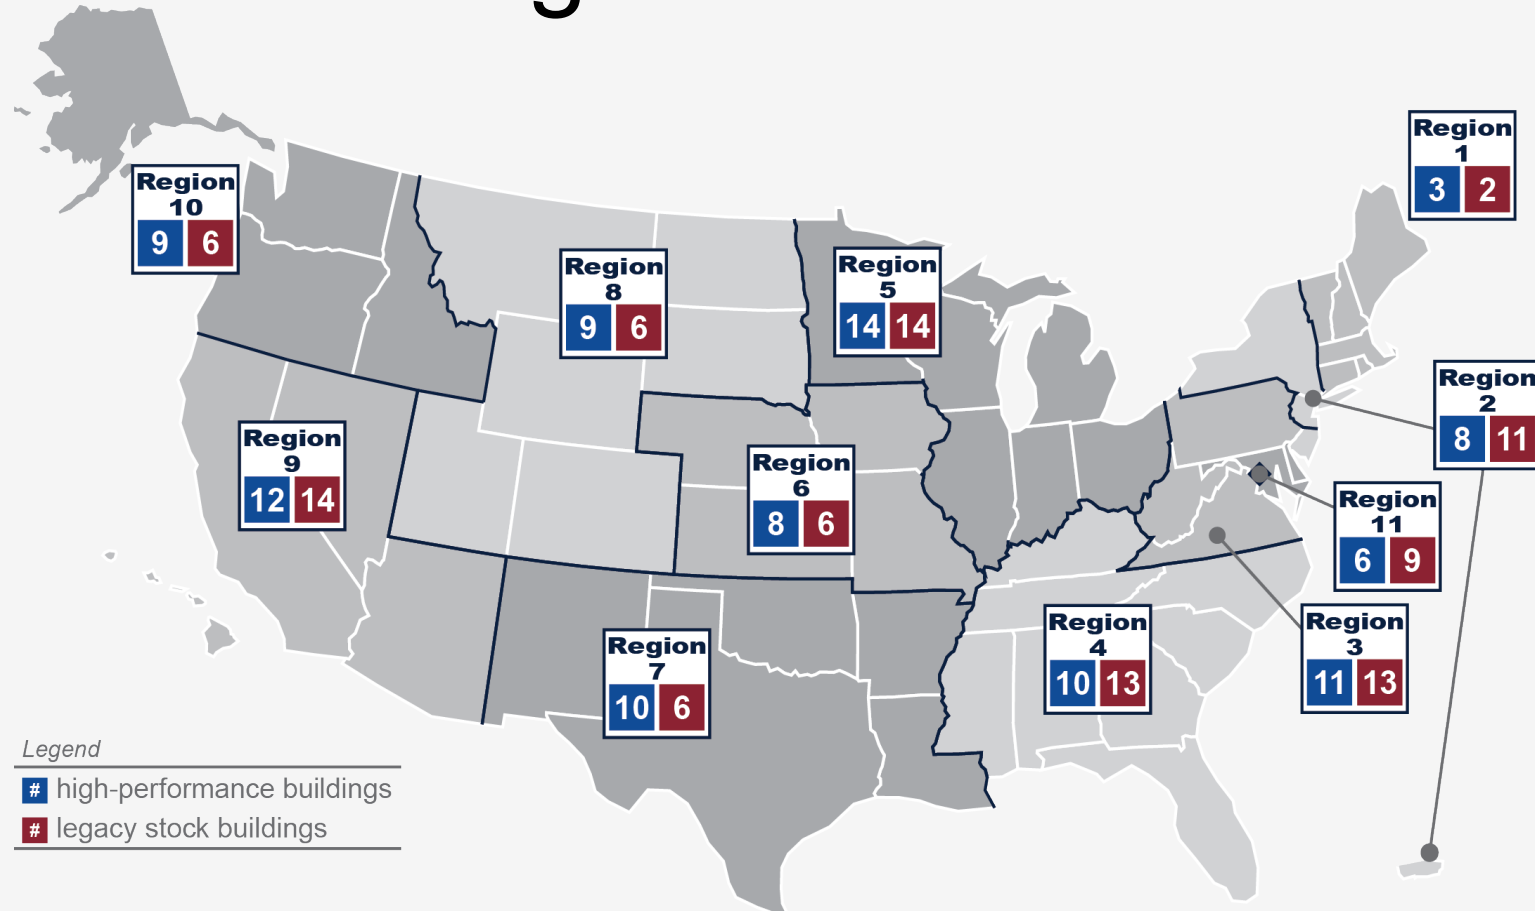 Region
1
3 2
Region
10
9 6
Region
8
9 6
Region
5
14 14
Region
2
8 11
Region
9
12 14
Region
6
8 6
Region
11
6 9
Region
4
10 13
Region
3
11 13
Region
7
10 6
Legend
# high-performance buildings
# legacy stock buildings